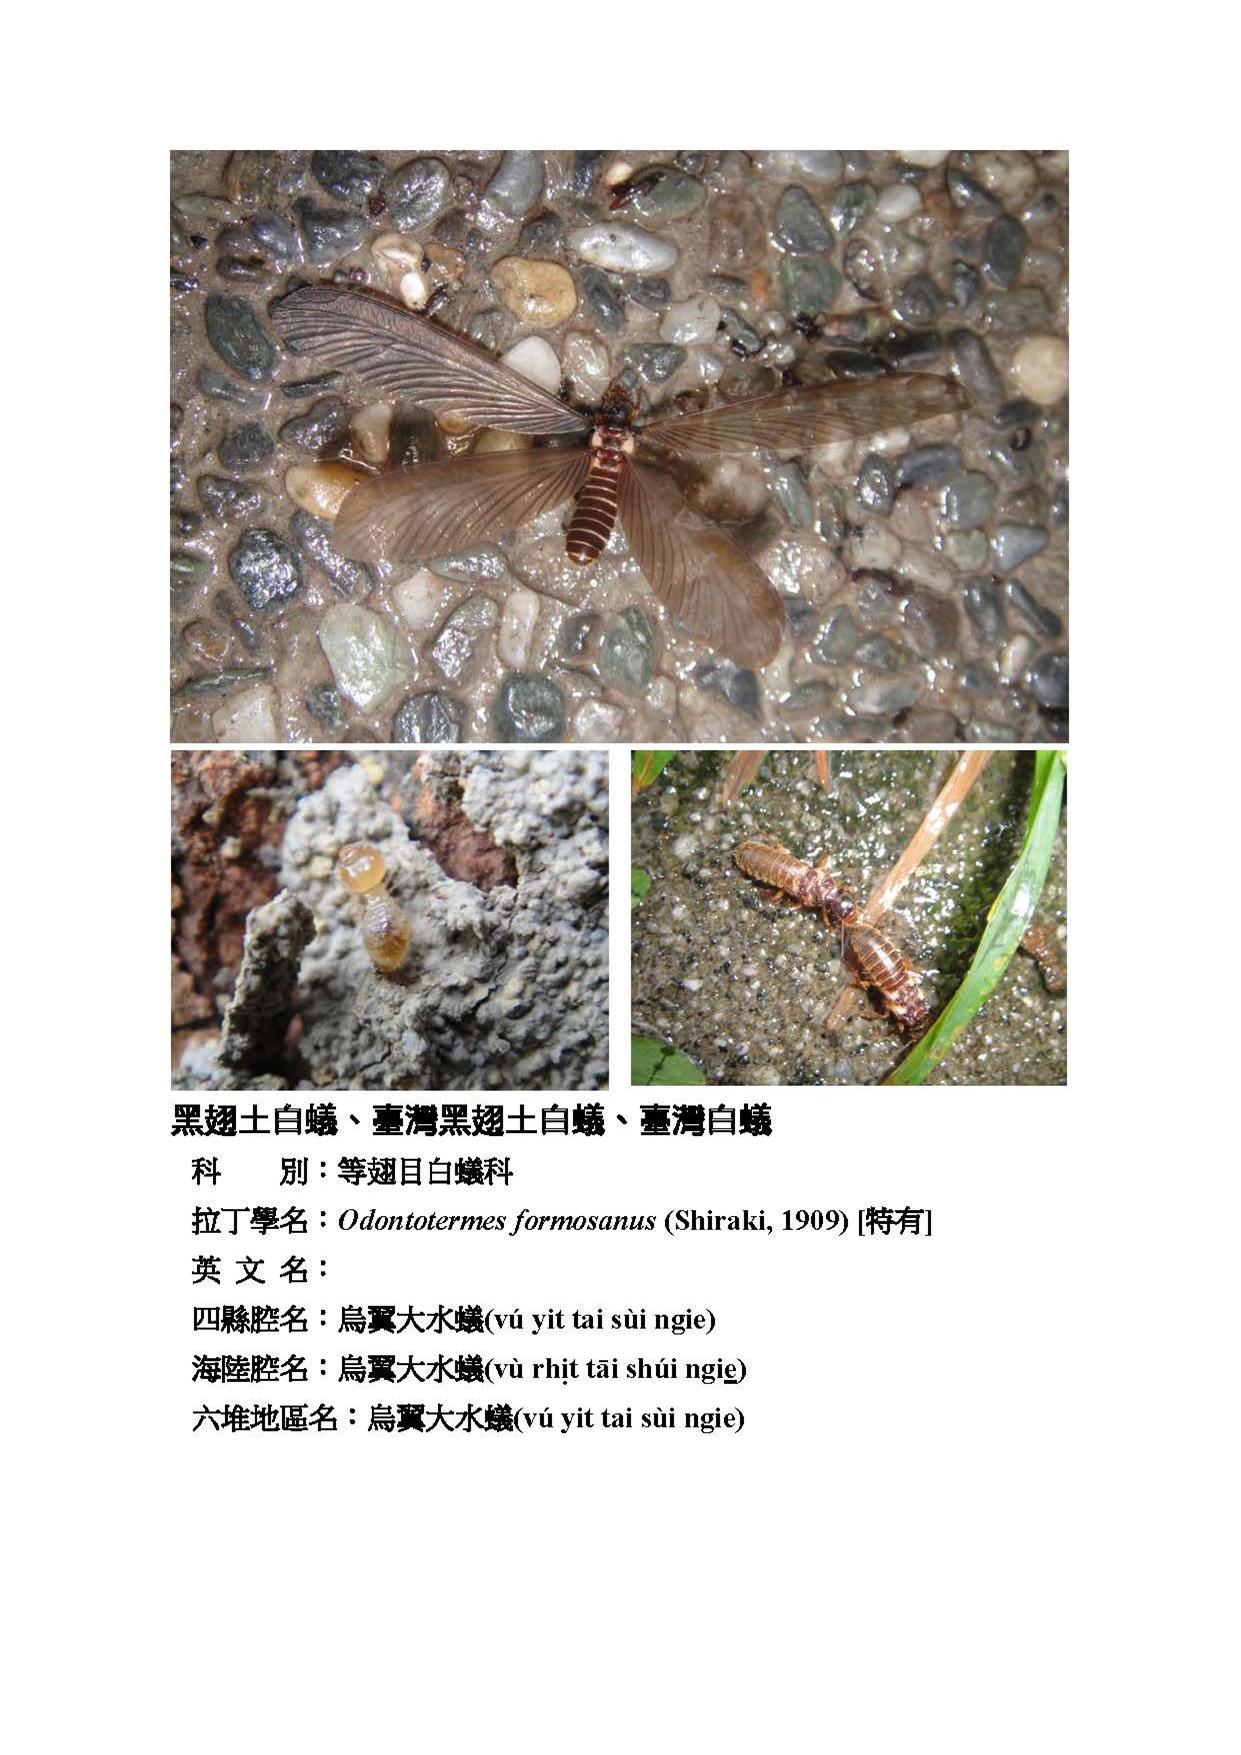 黑翅土白蟻、臺灣黑翅土白蟻、臺灣白蟻
科　　別：等翅目白蟻科
拉丁學名：Odontotermes formosanus (Shiraki, 1909) [特有]
英 文 名：
四縣腔名：烏翼大水蟻(vú yit tai sùi ngie)
海陸腔名：烏翼大水蟻(vù rhịt tāi shúi ngie̲)
六堆地區名：烏翼大水蟻(vú yit tai sùi ngie)